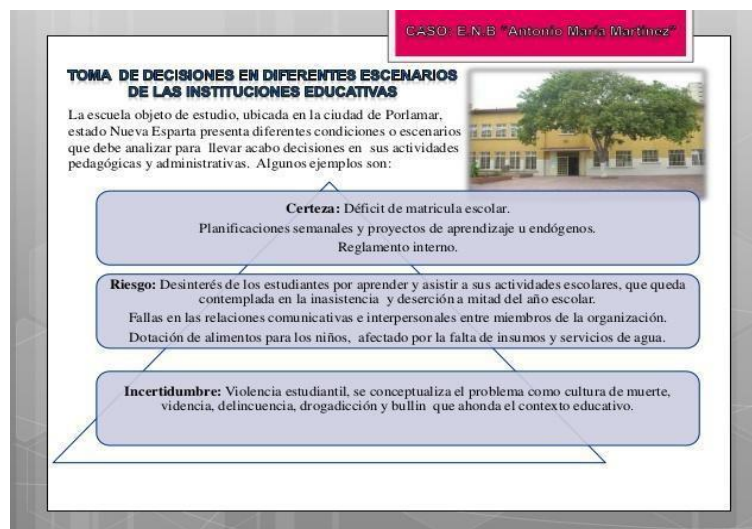 CASO: E.N.B "Antonio María Martínez"
TOMA DE DECISIONES EN DIFERENTES ESCENARIOS
DE LAS INSTITUCIONES EDUCATIVAS
La escuela objeto de estudio, ubicada en la ciudad de Porlamar,
estado Nueva Esparta presenta diferentes condiciones o escenarios
que debe analizar para llevar acabo decisiones en sus actividades
pedagógicas y administrativas. Algunos ejemplos son:
Certeza: Déficit de matricula escolar.
Planificaciones semanales y proyectos de aprendizaje u endógenos.
Reglamento interno.
Riesgo: Desinterés de los estudiantes por aprender y asistir a sus actividades escolares, que queda
contemplada en la inasistencia y deserción a mitad del año escolar.
Fallas en las relaciones comunicativas e interpersonales entre miembros de la organización.
Dotación de alimentos para los niños, afectado por la falta de insumos y servicios de agua.
Incertidumbre: Violencia estudiantil, se conceptualiza el problema como cultura de muerte,
videncia, delincuencia, drogadicción y bullin que ahonda el contexto educativo.